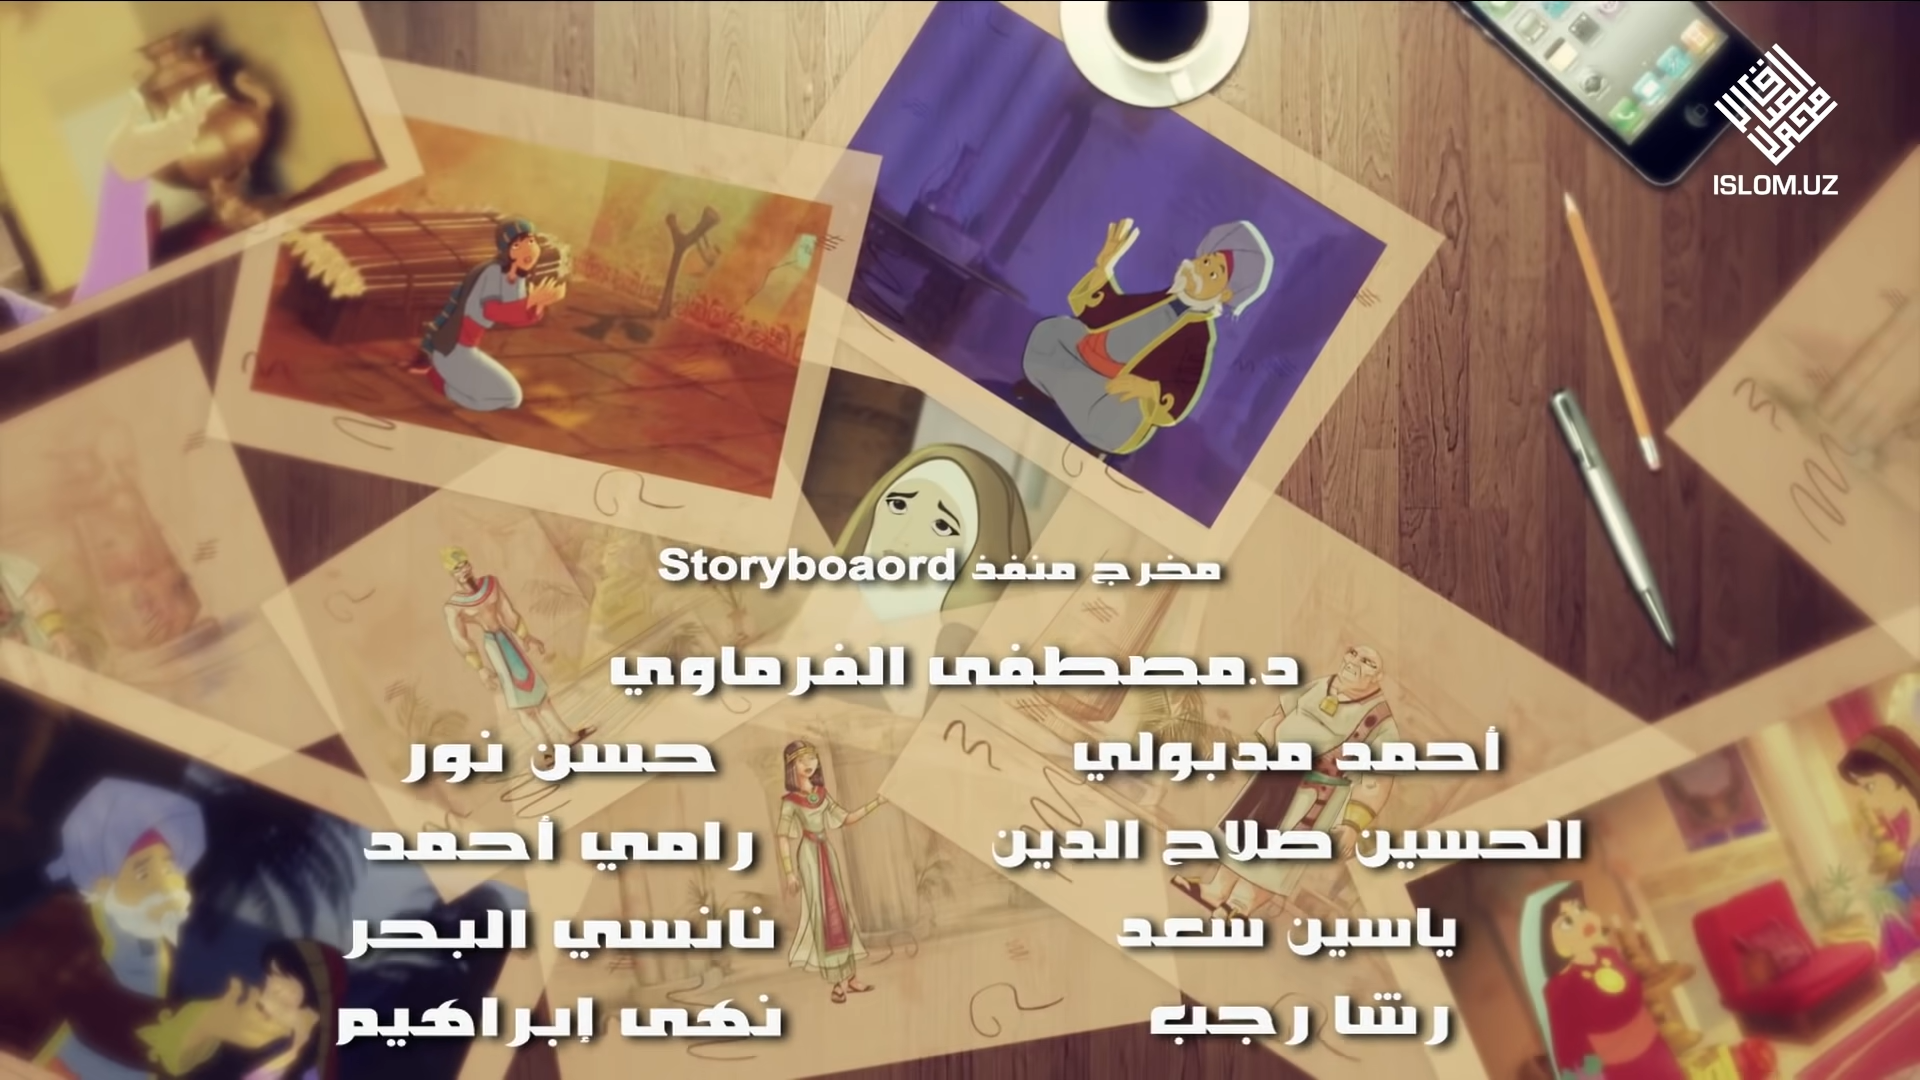 ISLOM.UZ
مخرج منفذ Storyboaord
د.مصطفى الفرماوي
أحمد مدبولي
حسن نور
الحسين صلاح الدين
رامي أحمد
ياسين سعد
نانسي البحر
رشا رجب
نهى إبراهيم